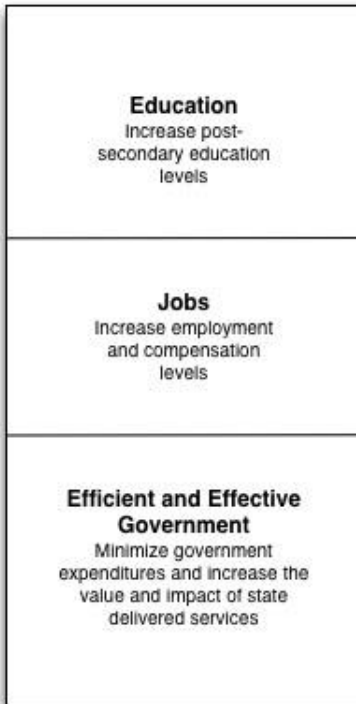 Education
Increase post-
secondary education
levels
Jobs
Increase employment
and compensation
levels
Efficient and Effective
Government
Minimize government
expenditures and increase the
value and impact of state
delivered services